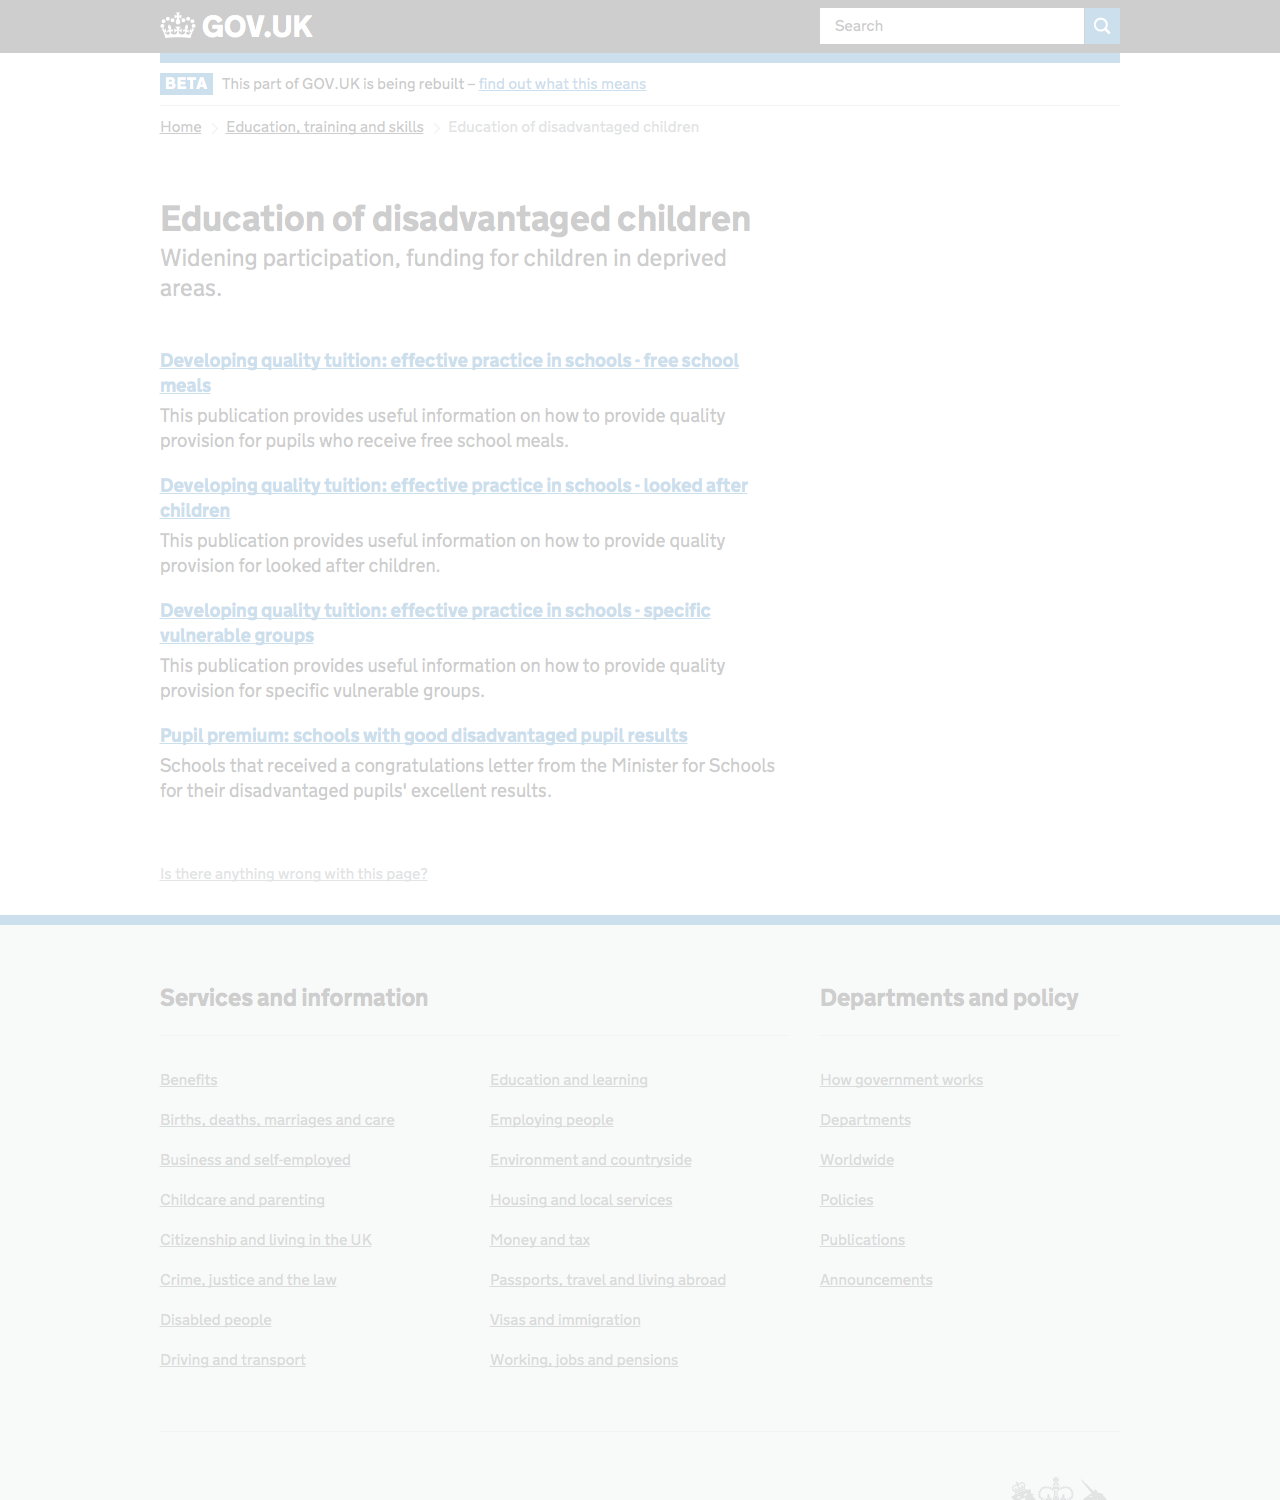 GOV.UK
Search
BETA This part of GOV.UK is being rebuilt – find out what this means
Home Education, training and skills Education of disadvantaged children
Education of disadvantaged children
Widening participation, funding for children in deprived
areas.
Developing quality tuition: effective practice in schools - free school
meals
This publication provides useful information on how to provide quality
provision for pupils who receive free school meals.
Developing quality tuition: effective practice in schools - looked after
children
This publication provides useful information on how to provide quality
provision for looked after children.
Developing quality tuition: effective practice in schools - specific
vulnerable groups
This publication provides useful information on how to provide quality
provision for specific vulnerable groups.
Pupil premium: schools with good disadvantaged pupil results
Schools that received a congratulations letter from the Minister for Schools
for their disadvantaged pupils' excellent results.
Is there anything wrong with this page?
Services and information
Benefits
Births, deaths, marriages and care
Business and self-employed
Childcare and parenting
Citizenship and living in the UK
Crime, justice and the law
Disabled people
Driving and transport
Education and learning
Employing people
Environment and countryside
Housing and local services
Money and tax
Passports, travel and living abroad
Visas and immigration
Working, jobs and pensions
Departments and policy
How government works
Departments
Worldwide
Policies
Publications
Announcements